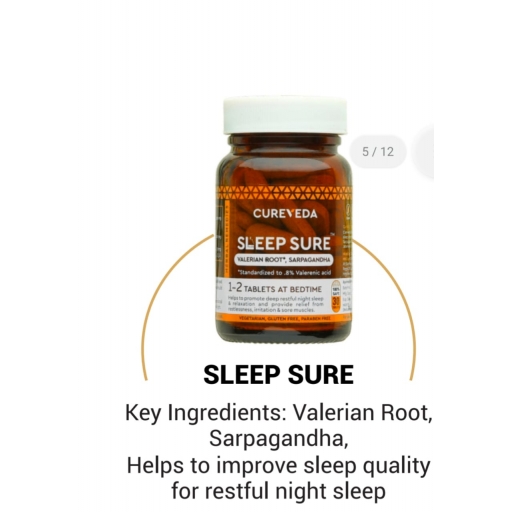 5 / 12
CUREVEDA
SLEEP SURE™
VALERIAN ROOT*, SARPAGANDHA
*Standardized to .8% Valerenic acid
1-2 TABLETS AT BEDTIME
Helps to promote deep restful night sleep
& relaxation and provide relief from
restlessness, irritation & sore muscles
VEGETARIAN, GLUTEN FREE, PARABEN FREE
SLEEP SURE
Key Ingredients: Valerian Root,
Sarpagandha,
Helps to improve sleep quality
for restful night sleep